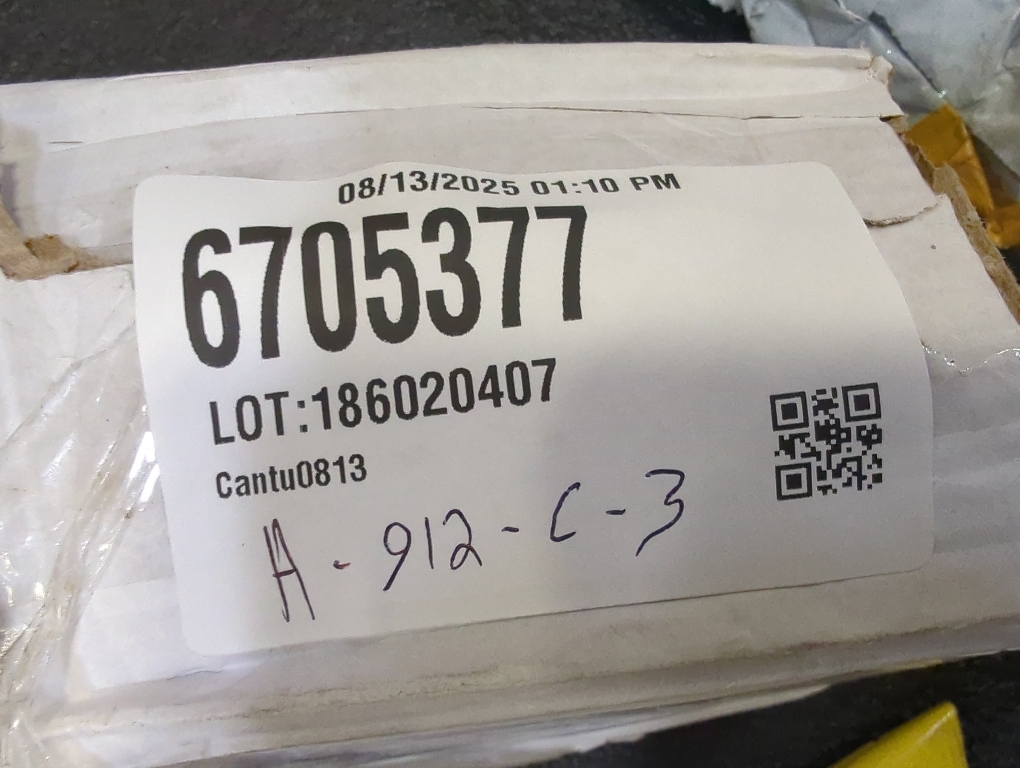 08/13/2025 01:10 PM
6705377
LOT:186020407
Cantu0813
A - 912 - C - 3